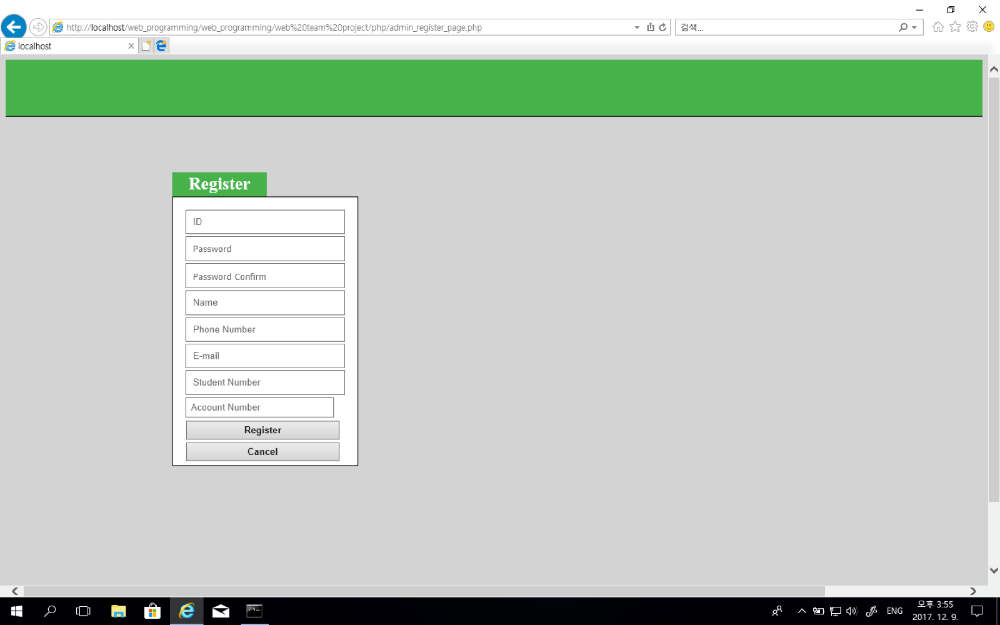 http://localhost/web_programming/web_programming/web%20team%20project/php/admin_register_page.php
검색...
localhost
Register
ID
Password
Password Confirm
Name
Phone Number
E-mail
Student Number
Acoount Number
Register
Cancel
ENG
오후 3:55
2017. 12. 9.